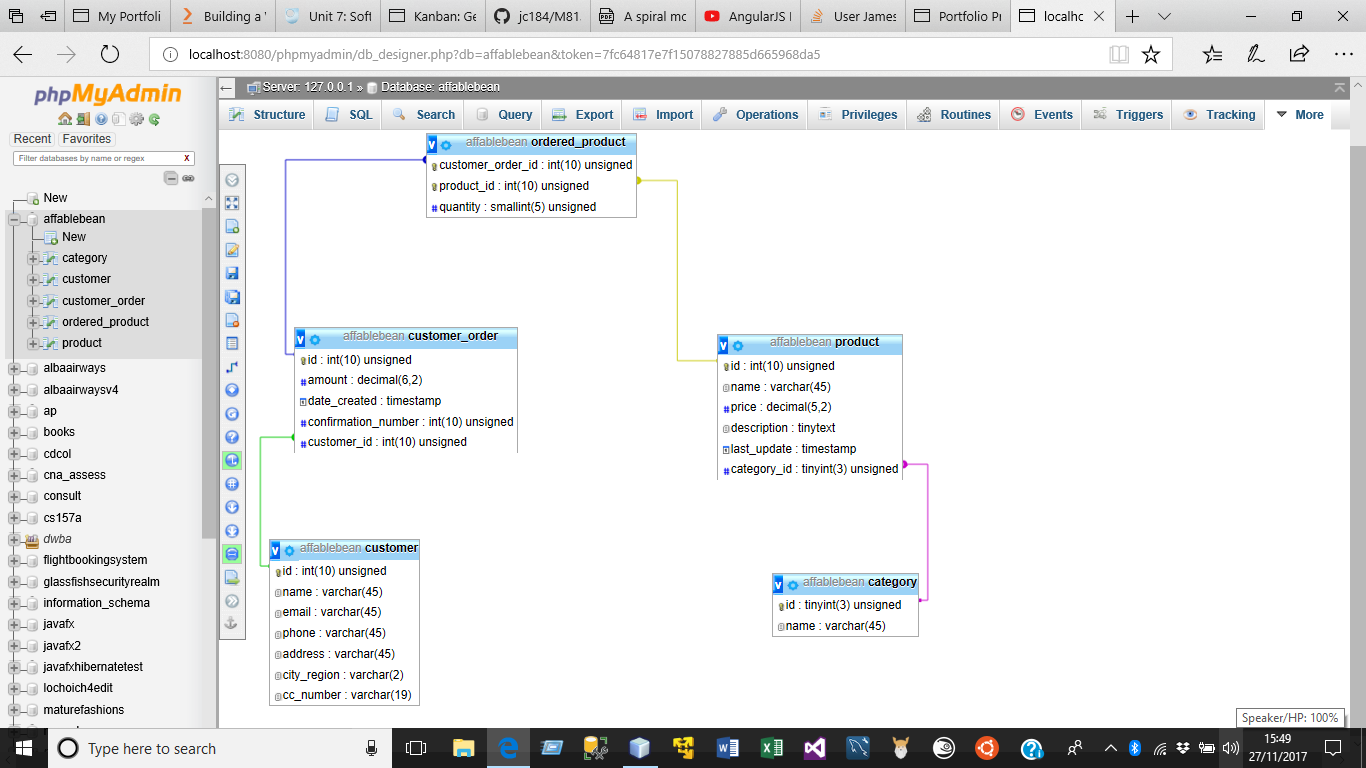 My Portfoli
Building a
Unit 7: Soft
Kanban: Ge
jc184/M81
A spiral mo
AngularJS
User James
Portfolio Pr
localhc
localhost:8080/phpmyadmin/db_designer.php?db=affablebean&token=7fc64817e7f15078827885d665968da5
phpMyAdmin
Server: 127.0.0.1 » Database: affablebean
Structure SQL Search Query Export Import Operations Privileges Routines Events Triggers Tracking More
Recent Favorites
Filter databases by name or regex X
New
affablebean
New
category
customer
customer_order
ordered_product
product
albaairways
albaairwaysv4
ap
books
cdcol
cna_assess
consult
cs157a
dwba
flightbookingsystem
glassfishsecurityrealm
information_schema
javafx
javafx2
javafxhibernatetest
lochoich4edit
maturefashions
v affablebean ordered_product
customer_order_id : int(10) unsigned
product_id : int(10) unsigned
# quantity : smallint(5) unsigned
v affablebean customer_order
id : int(10) unsigned
# amount : decimal(6,2)
date_created : timestamp
# confirmation_number : int(10) unsigned
# customer_id : int(10) unsigned
v affablebean product
id : int(10) unsigned
name : varchar(45)
# price : decimal(5,2)
description : tinytext
last_update : timestamp
# category_id : tinyint(3) unsigned
v affablebean customer
id : int(10) unsigned
name : varchar(45)
email : varchar(45)
phone : varchar(45)
address : varchar(45)
city_region : varchar(2)
cc_number : varchar(19)
v affablebean category
id : tinyint(3) unsigned
name : varchar(45)
Speaker/HP: 100%
Type here to search
15:49
27/11/2017